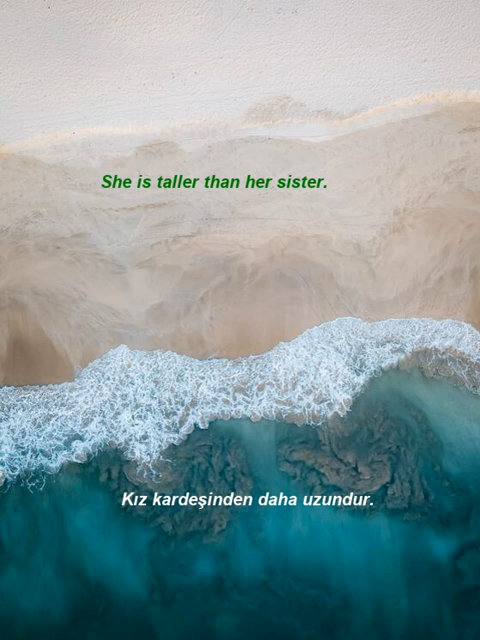 She is taller than her sister.
Kız kardeşinden daha uzundur.